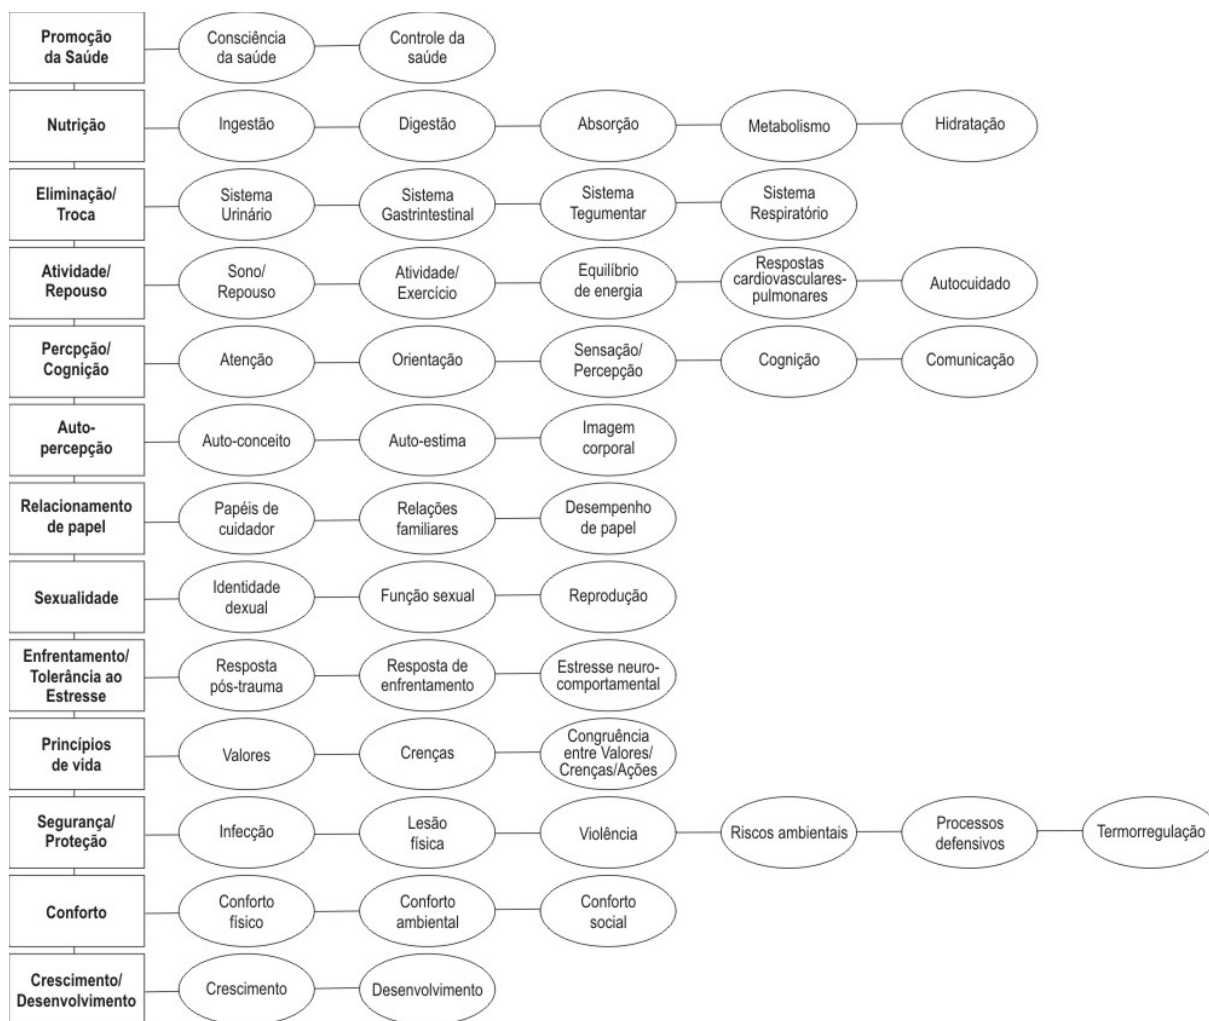 Promoção
da Saúde
Consciência
da saúde
Controle da
saúde
Nutrição
Ingestão
Digestão
Absorção
Metabolismo
Hidratação
Eliminação/
Troca
Sistema
Urinário
Sistema
Gastrintestinal
Sistema
Tegumentar
Sistema
Respiratório
Atividade/
Repouso
Sono/
Repouso
Atividade/
Exercício
Equilíbrio
de energia
Respostas
cardiovasculares-
pulmonares
Autocuidado
Percpção/
Cognição
Atenção
Orientação
Sensação/
Percepção
Cognição
Comunicação
Auto-
percepção
Auto-conceito
Auto-estima
Imagem
corporal
Relacionamento
de papel
Papéis de
cuidador
Relações
familiares
Desempenho
de papel
Sexualidade
Identidade
dexual
Função sexual
Reprodução
Enfrentamento/
Tolerância ao
Estresse
Resposta
pós-trauma
Resposta de
enfrentamento
Estresse neuro-
comportamental
Princípios
de vida
Valores
Crenças
Congruência
entre Valores/
Crenças/Ações
Segurança/
Proteção
Infecção
Lesão
física
Violência
Riscos ambientais
Processos
defensivos
Termorregulação
Conforto
Conforto
físico
Conforto
ambiental
Conforto
social
Crescimento/
Desenvolvimento
Crescimento
Desenvolvimento